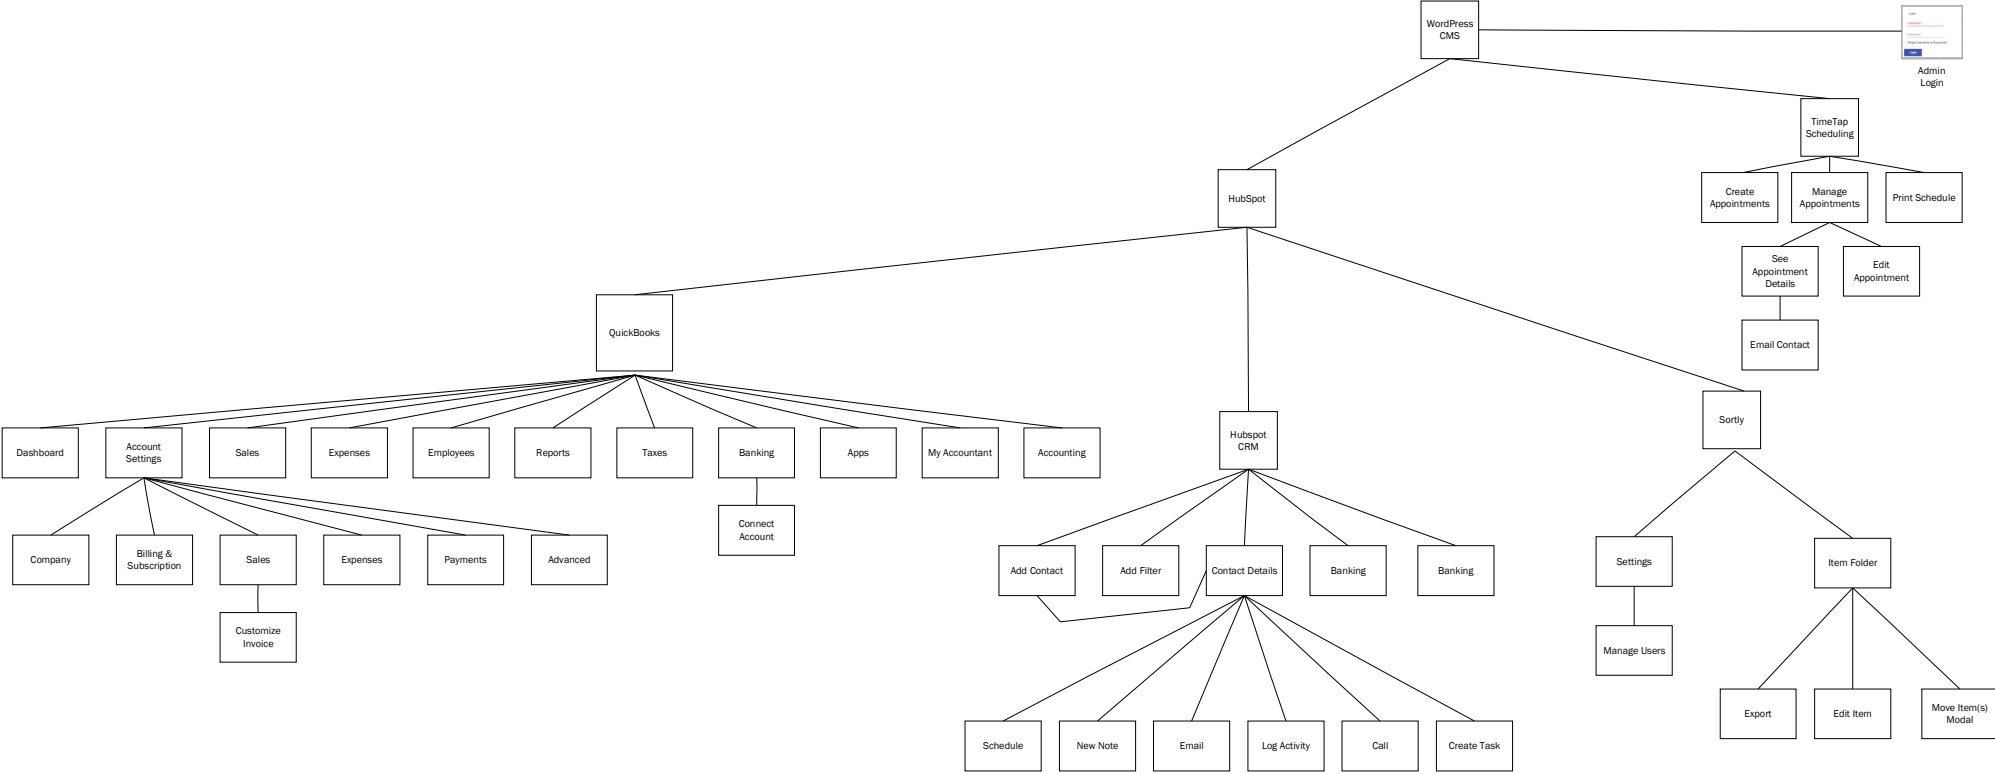 WordPress
CMS
Login
Admin
Login
TimeTap
Scheduling
HubSpot
Create
Appointments
Manage
Appointments
Print Schedule
See
Appointment
Details
Edit
Appointment
Email Contact
QuickBooks
Sortly
Hubspot
CRM
Dashboard
Account
Settings
Sales
Expenses
Employees
Reports
Taxes
Banking
Apps
My Accountant
Accounting
Connect
Account
Company
Billing &
Subscription
Sales
Expenses
Payments
Advanced
Add Contact
Add Filter
Contact Details
Banking
Banking
Settings
Item Folder
Customize
Invoice
Manage Users
Export
Edit Item
Move Item(s)
Modal
Schedule
New Note
Email
Log Activity
Call
Create Task